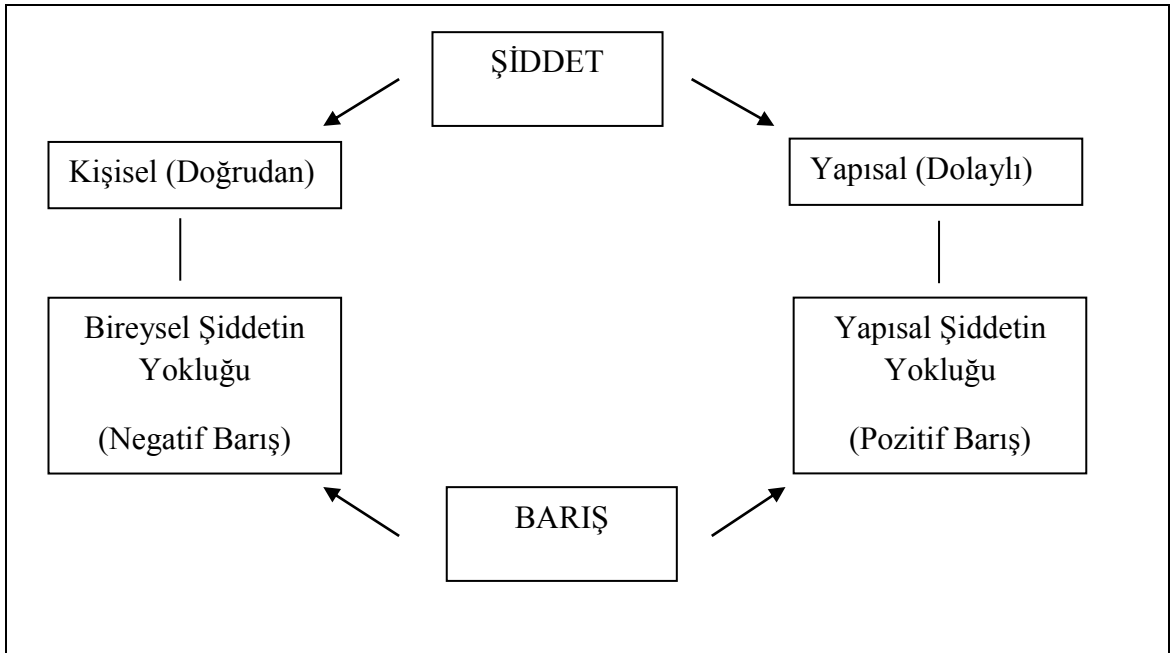 ŞİDDET
Kişisel (Doğrudan)
Yapısal (Dolaylı)
Bireysel Şiddetin
Yokluğu
(Negatif Barış)
Yapısal Şiddetin
Yokluğu
(Pozitif Barış)
BARIŞ